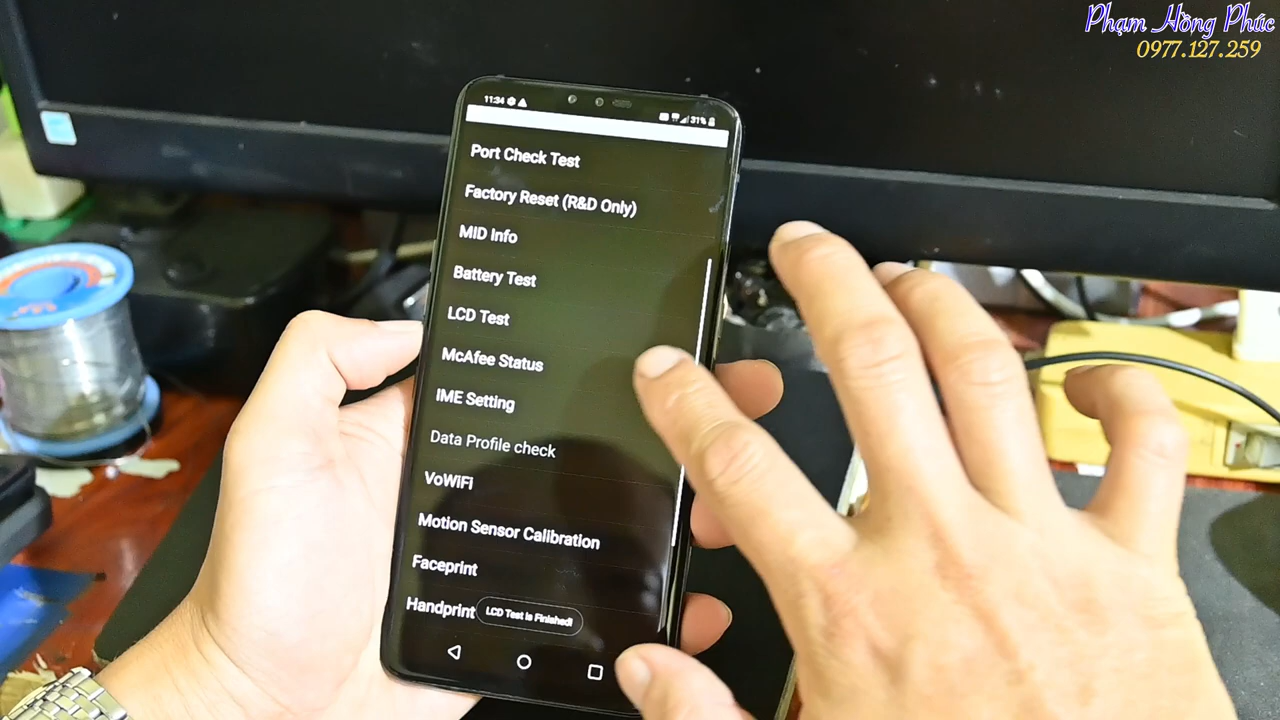 Phạm Hồng Phúc
0977.127.259
11:34
31%
Port Check Test
Factory Reset (R&D Only)
MID Info
Battery Test
LCD Test
McAfee Status
IME Setting
Data Profile check
VoWiFi
Motion Sensor Calibration
Faceprint
Handprint
LCD Test is Finished!